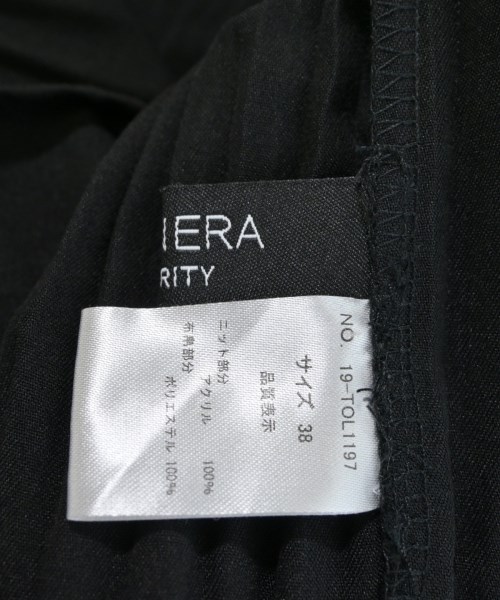 IERA
RITY
NO. 19-TOL1197
サイズ 38
品質表示
ニット部分
アクリル 100%
布帛部分
ポリエステル 100%